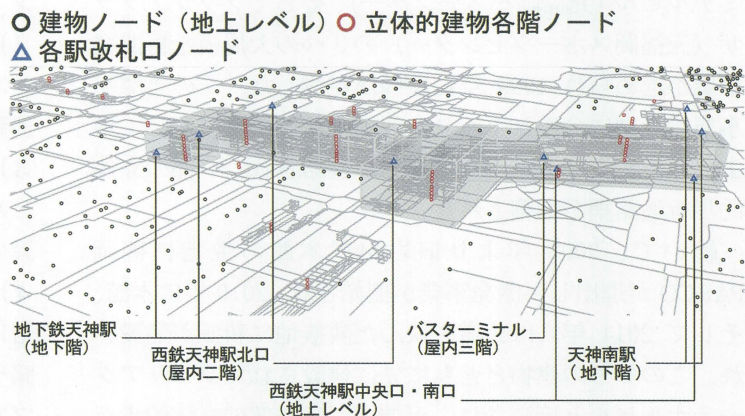 ○ 建物ノード（地上レベル） ○ 立体的建物各階ノード
△ 各駅改札口ノード
地下鉄天神駅
（地下階）
西鉄天神駅北口
（屋内二階）
西鉄天神駅中央口・南口
（地上レベル）
バスターミナル
（屋内三階）
天神南駅
（地下階）